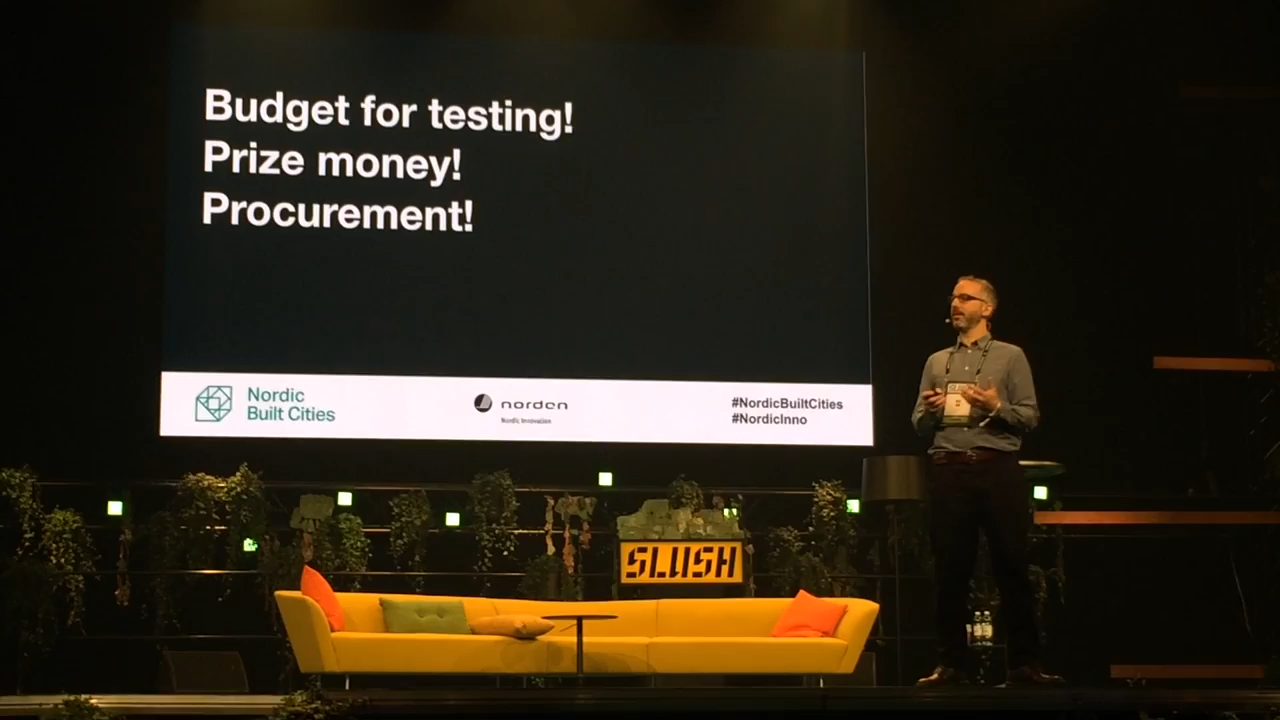 Budget for testing!
Prize money!
Procurement!
Nordic
Built Cities
norden
Nordic Innovation
#NordicBuiltCities
#NordicInno
SLUSH